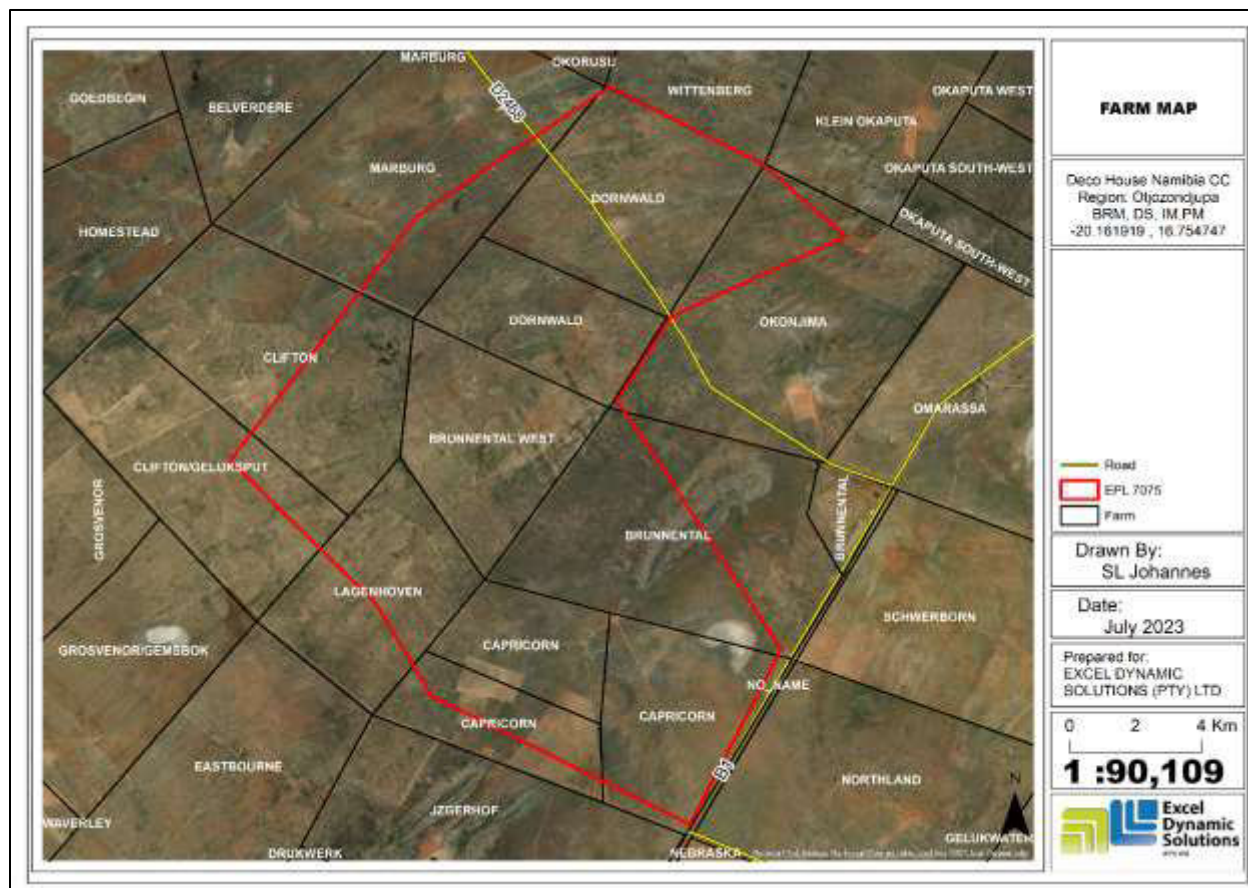 MARBURG
OKORUSU
GOEDBEGIN
BELVERDERE
WITTENBERG
OKAPUTA WEST
D2468
KLEIN OKAPUTA
MARBURG
OKAPUTA SOUTH-WEST
DORNWALD
HOMESTEAD
OKAPUTA SOUTH-WEST
DORNWALD
OKONJIMA
CLIFTON
OMARASSA
BRUNNENTAL WEST
CLIFTON/GELUKSPUT
GROSVENOR
BRUNNENTAL
BRUNNENTAL
LAGENHOVEN
SCHWERBORN
CAPRICORN
GROSVENOR/GEMSBOK
NO_NAME
CAPRICORN
CAPRICORN
B1
EASTBOURNE
NORTHLAND
JZGERHOF
WAVERLEY
GELUKWATER
DRUKWERK
NEBRASKA
FARM MAP
Deco House Namibia CC
Region: Otjozondjupa
BRM, DS, IM,PM
-20.161919 , 16.754747
Road
EPL 7075
Farm
Drawn By:
SL Johannes
Date:
July 2023
Prepared for:
EXCEL DYNAMIC
SOLUTIONS (PTY) LTD
0 2 4 Km
1 :90,109
N
Excel
Dynamic
Solutions